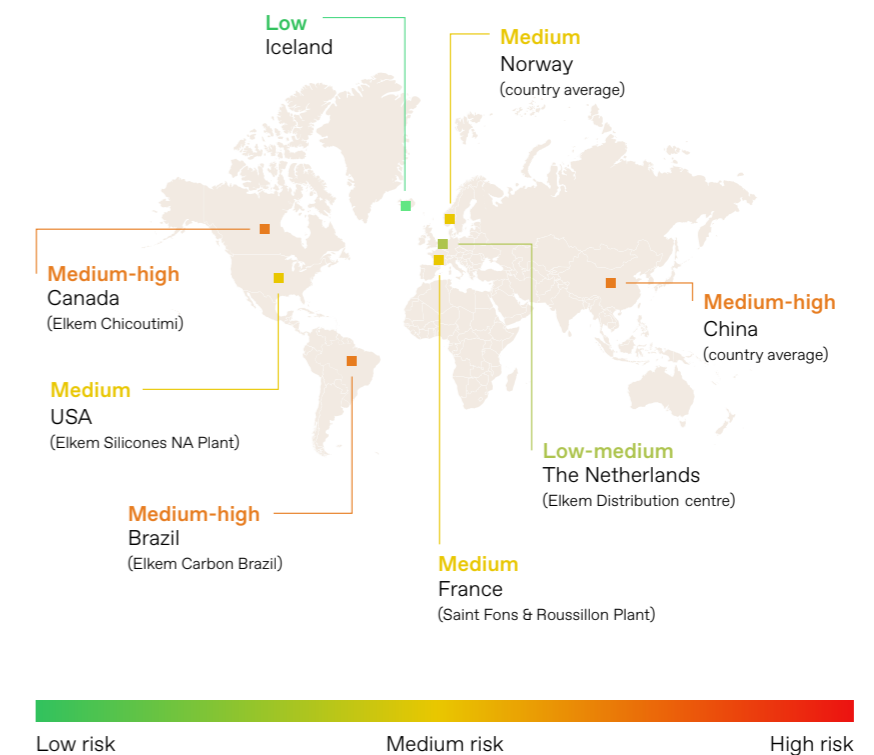 Low
Iceland
Medium
Norway
(country average)
Medium-high
Canada
(Elkem Chicoutimi)
Medium-high
China
(country average)
Medium
USA
(Elkem Silicones NA Plant)
Low-medium
The Netherlands
(Elkem Distribution centre)
Medium-high
Brazil
(Elkem Carbon Brazil)
Medium
France
(Saint Fons & Roussillon Plant)
Low risk
Medium risk
High risk